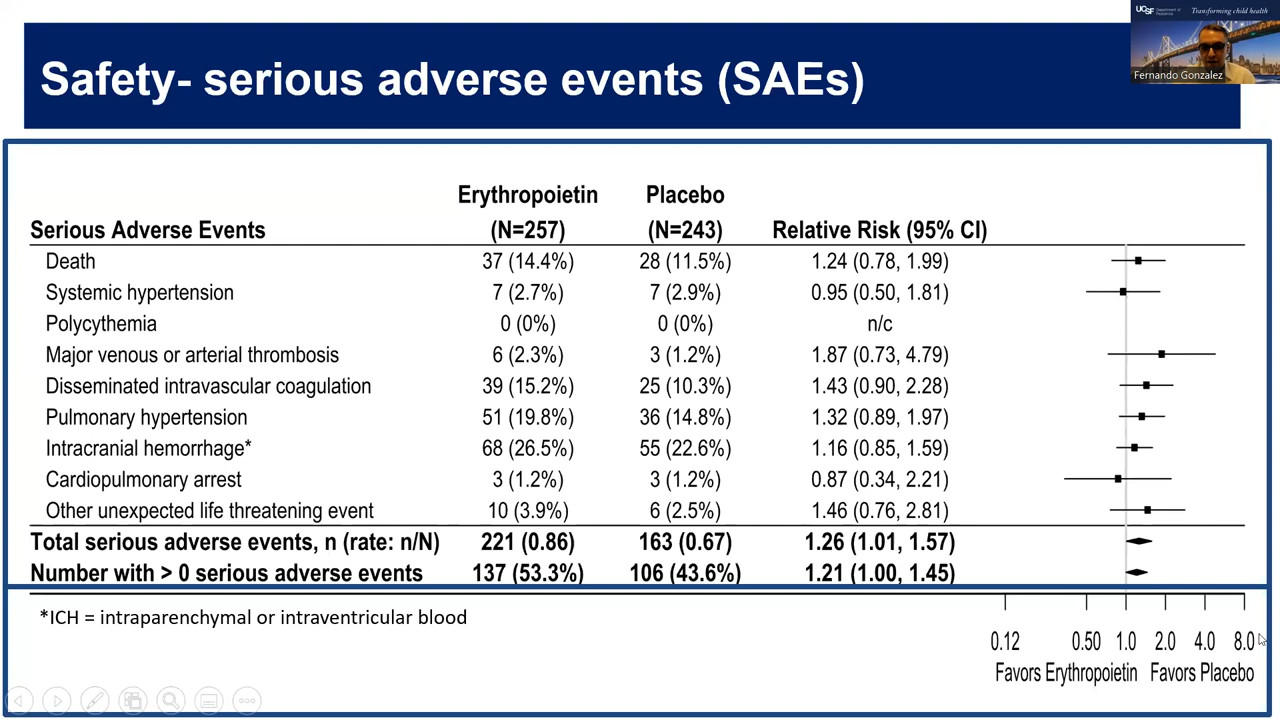 UCSF Department of Pediatrics Transforming child health
Fernando Gonzalez
Safety- serious adverse events (SAEs)
Erythropoietin Placebo
Serious Adverse Events (N=257) (N=243) Relative Risk (95% CI)
Death 37 (14.4%) 28 (11.5%) 1.24 (0.78, 1.99)
Systemic hypertension 7 (2.7%) 7 (2.9%) 0.95 (0.50, 1.81)
Polycythemia 0 (0%) 0 (0%) n/c
Major venous or arterial thrombosis 6 (2.3%) 3 (1.2%) 1.87 (0.73, 4.79)
Disseminated intravascular coagulation 39 (15.2%) 25 (10.3%) 1.43 (0.90, 2.28)
Pulmonary hypertension 51 (19.8%) 36 (14.8%) 1.32 (0.89, 1.97)
Intracranial hemorrhage* 68 (26.5%) 55 (22.6%) 1.16 (0.85, 1.59)
Cardiopulmonary arrest 3 (1.2%) 3 (1.2%) 0.87 (0.34, 2.21)
Other unexpected life threatening event 10 (3.9%) 6 (2.5%) 1.46 (0.76, 2.81)
Total serious adverse events, n (rate: n/N) 221 (0.86) 163 (0.67) 1.26 (1.01, 1.57)
Number with > 0 serious adverse events 137 (53.3%) 106 (43.6%) 1.21 (1.00, 1.45)
*ICH = intraparenchymal or intraventricular blood
0.12 0.50 1.0 2.0 4.0 8.0
Favors Erythropoietin Favors Placebo